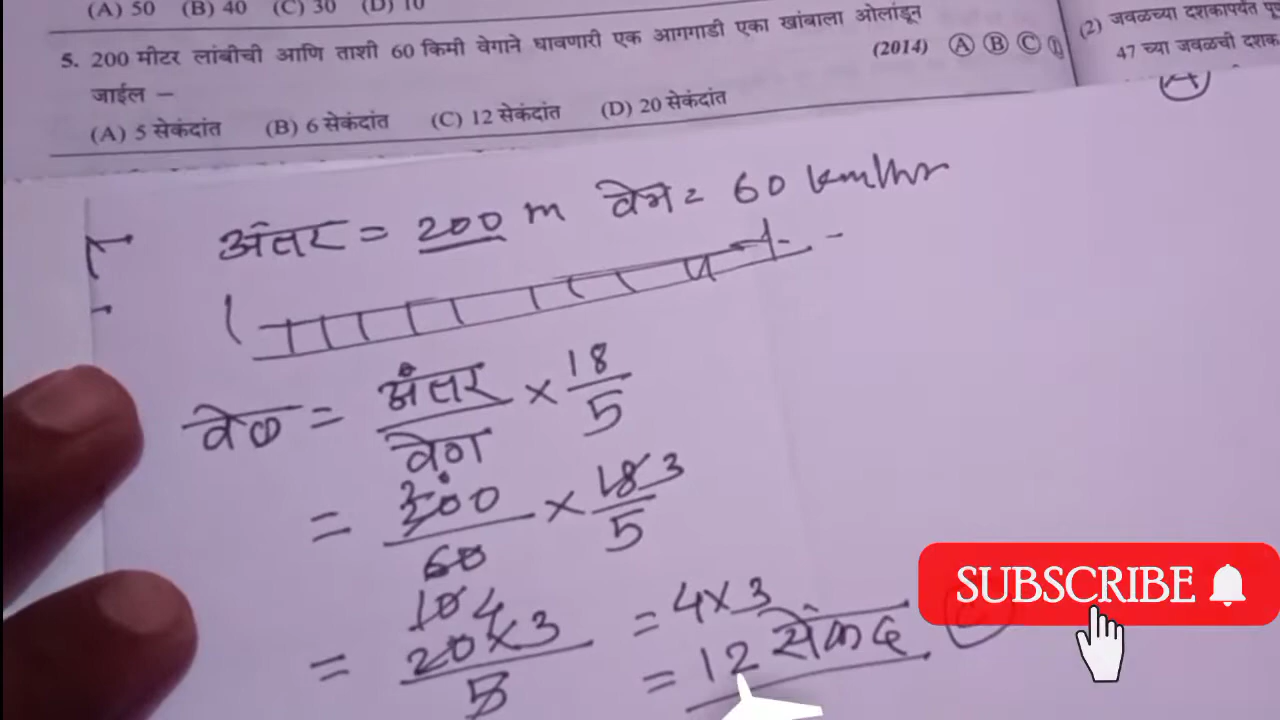 (A) 50 (B) 40 (C) 30 (D) 10
5. 200 मीटर लांबीची आणि ताशी 60 किमी वेगाने धावणारी एक आगगाडी एका खांबाला ओलांडून
जाईल –
(2014) Ⓐ Ⓑ Ⓒ Ⓓ
(A) 5 सेकंदांत (B) 6 सेकंदांत (C) 12 सेकंदांत (D) 20 सेकंदांत
(2) जवळच्या दशकापर्यंत
47 च्या जवळची दशक
(A)
अंतर = 200 m वेग = 60 km/hr
वेळ = अंतर / वेग × 18/5
= 200/60 × 18/5 3
= 20×3 / 5 4
= 4×3
= 12 सेकंद
SUBSCRIBE